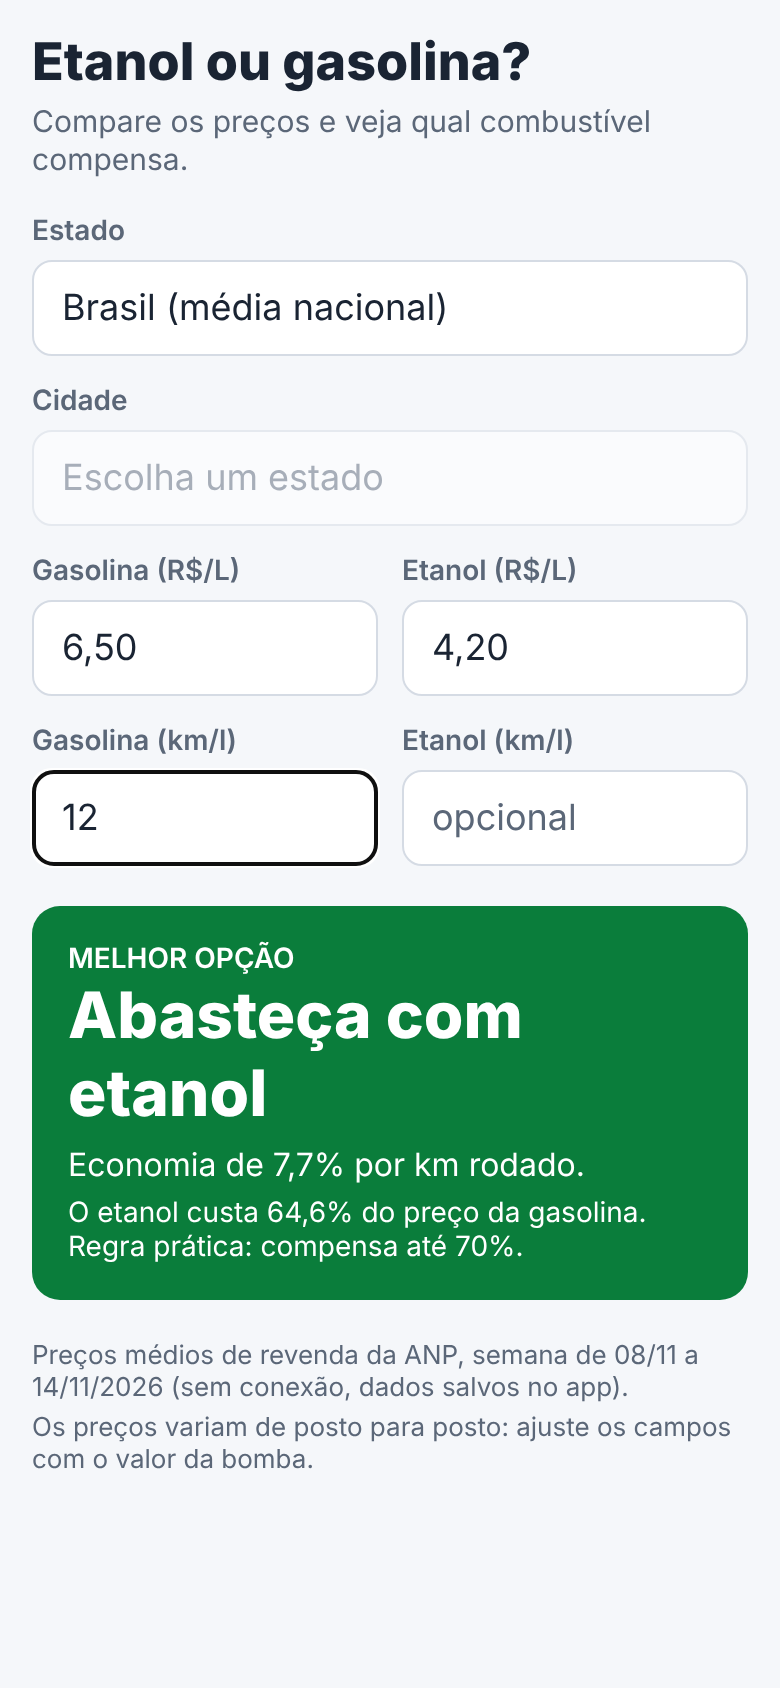 Etanol ou gasolina?
Compare os preços e veja qual combustível
compensa.
Estado
Brasil (média nacional)
Cidade
Escolha um estado
Gasolina (R$/L)
Etanol (R$/L)
6,50
4,20
Gasolina (km/l)
Etanol (km/l)
12
opcional
MELHOR OPÇÃO
Abasteça com
etanol
Economia de 7,7% por km rodado.
O etanol custa 64,6% do preço da gasolina.
Regra prática: compensa até 70%.
Preços médios de revenda da ANP, semana de 08/11 a
14/11/2026 (sem conexão, dados salvos no app).
Os preços variam de posto para posto: ajuste os campos
com o valor da bomba.